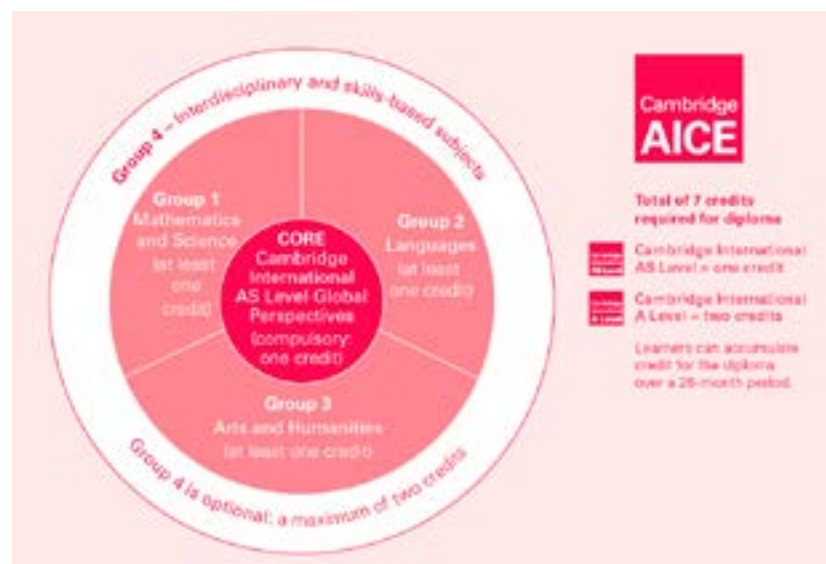 Group 4 – Interdisciplinary and skills-based subjects
Group 1
Mathematics
and Science
(at least
one
credit)
CORE
Cambridge
International
AS Level Global
Perspectives
(compulsory:
one credit)
Group 2
Languages
(at least
one credit)
Group 3
Arts and Humanities
(at least one credit)
Group 4 is optional: a maximum of two credits
Cambridge
AICE
Total of 7 credits
required for diploma
Cambridge International
AS Level = one credit
Cambridge International
A Level – two credits
Learners can accumulate
credit for the diploma
over a 25-month period